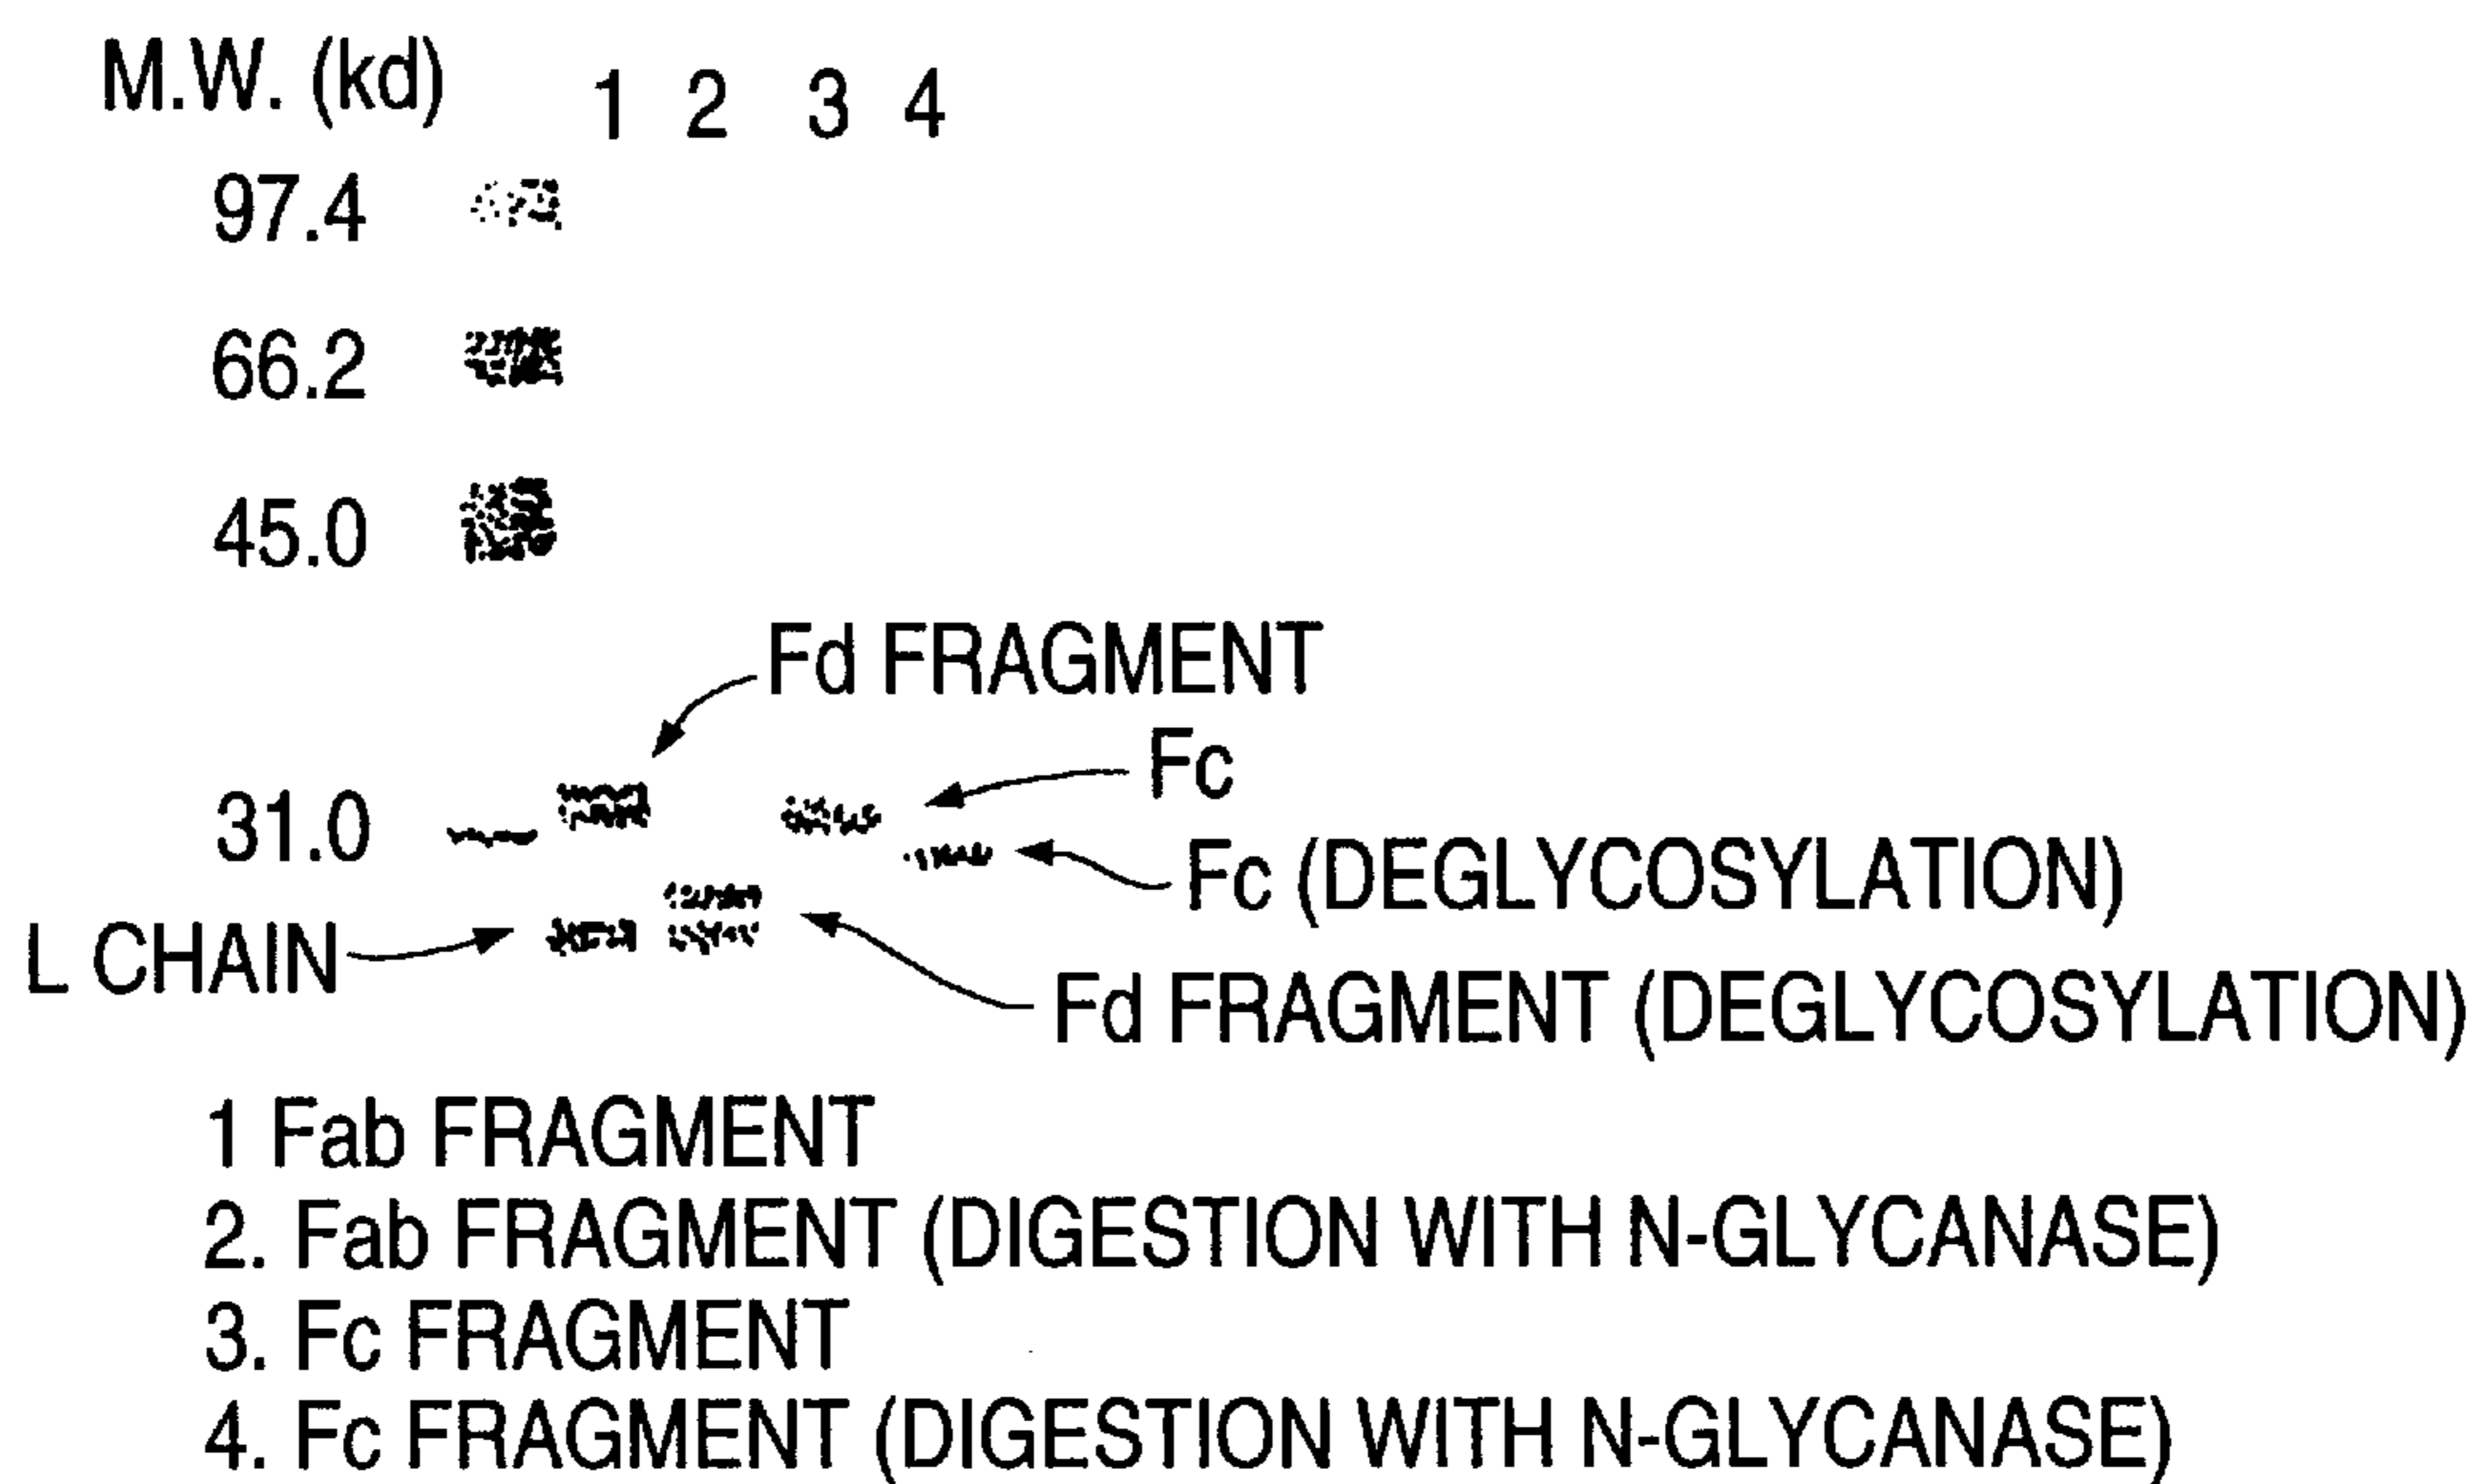 M.W. (kd) 1 2 3 4
97.4
66.2
45.0
Fd FRAGMENT
Fc
31.0
Fc (DEGLYCOSYLATION)
L CHAIN
Fd FRAGMENT (DEGLYCOSYLATION)
1 Fab FRAGMENT
2. Fab FRAGMENT (DIGESTION WITH N-GLYCANASE)
3. Fc FRAGMENT
4. Fc FRAGMENT (DIGESTION WITH N-GLYCANASE)